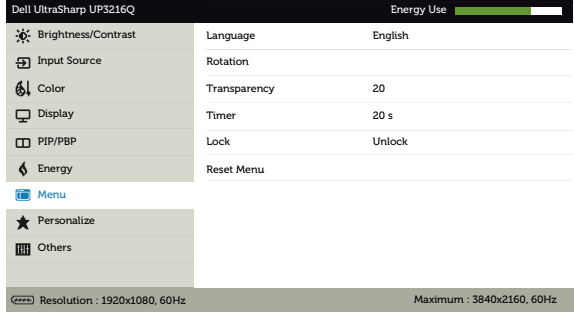 Dell UltraSharp UP3216Q
Energy Use
Brightness/Contrast
Input Source
Color
Display
PIP/PBP
Energy
Menu
Personalize
Others
Language English
Rotation
Transparency 20
Timer 20 s
Lock Unlock
Reset Menu
Resolution : 1920x1080, 60Hz
Maximum : 3840x2160, 60Hz